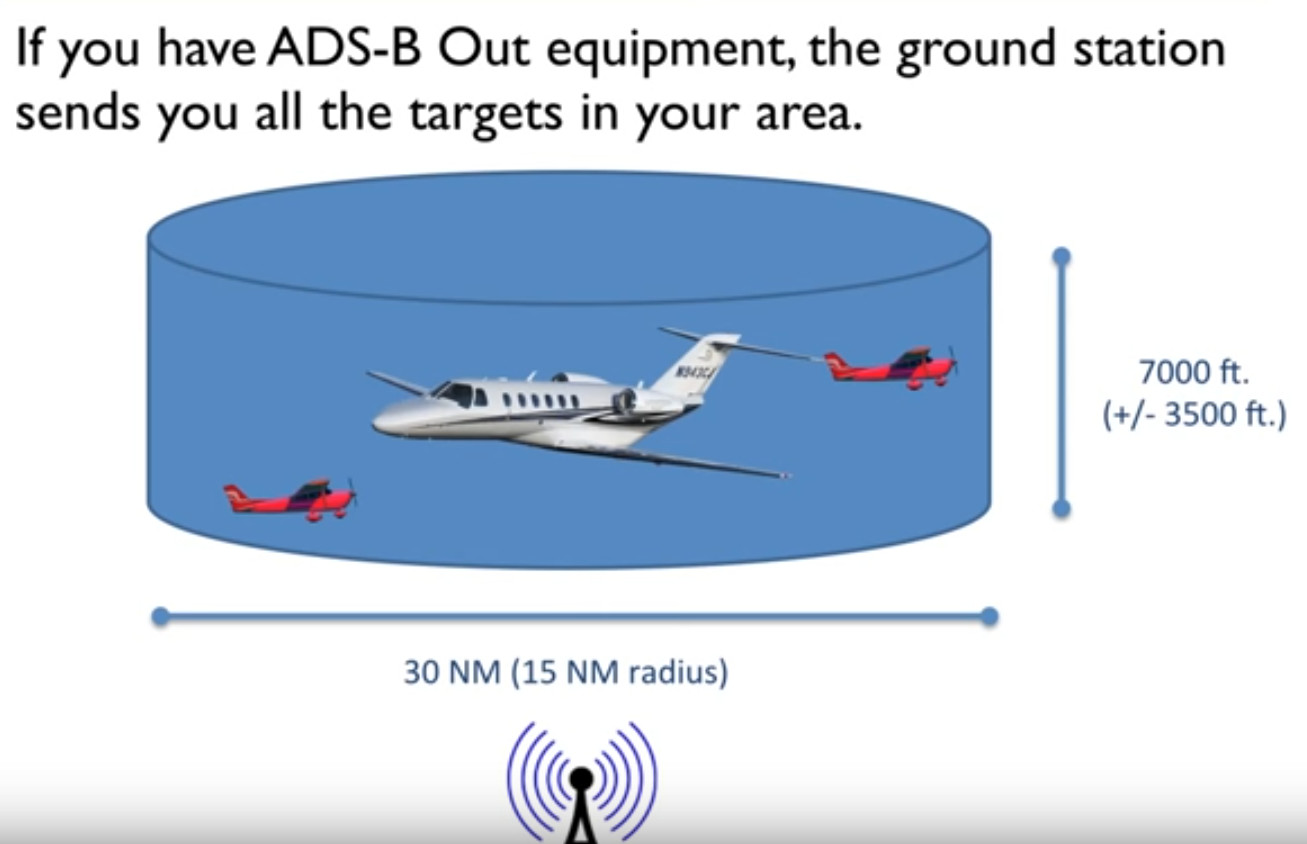 If you have ADS-B Out equipment, the ground station
sends you all the targets in your area.
N943CJ
7000 ft.
(+/- 3500 ft.)
30 NM (15 NM radius)